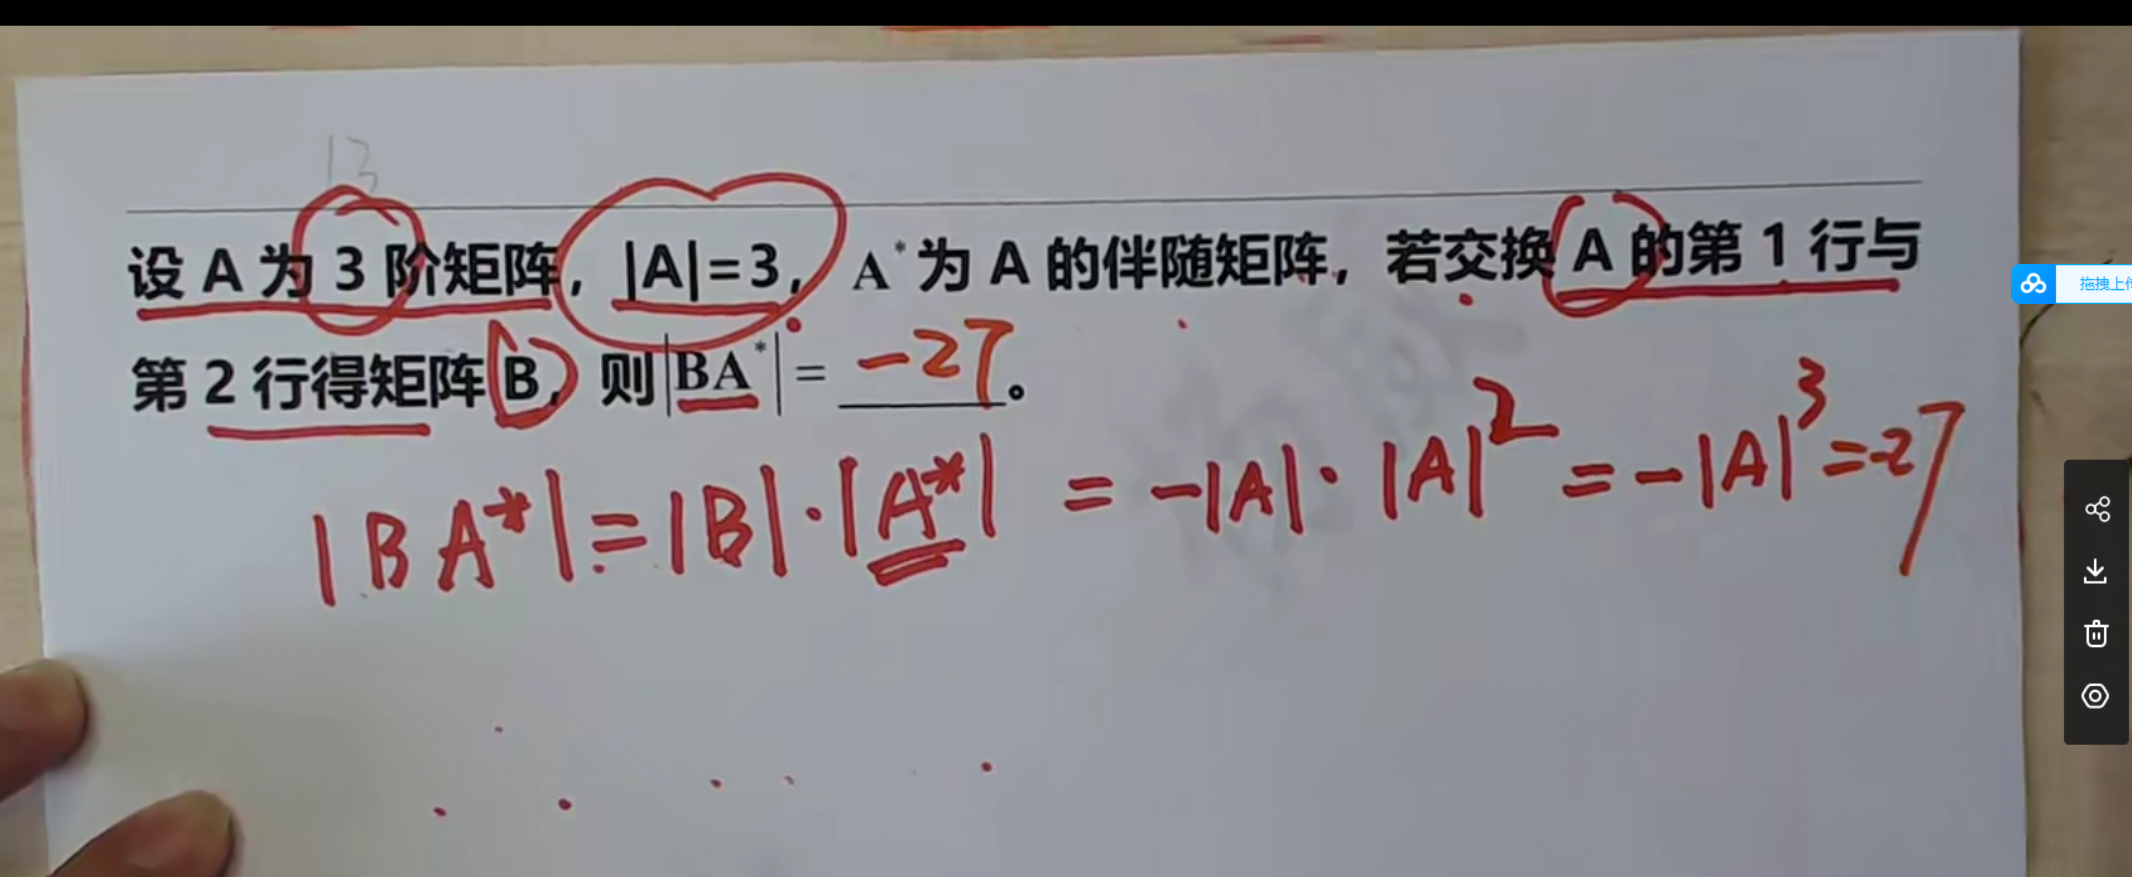 13
设 A 为 3 阶矩阵, |A|=3, A* 为 A 的伴随矩阵, 若交换 A 的第 1 行与
第 2 行得矩阵 B, 则 |BA*| = -27 。
|BA*|=|B|·|A*| = -|A|·|A|² = -|A|³ = -27
拖拽上传